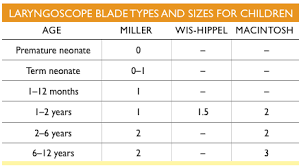 LARYNGOSCOPE BLADE TYPES AND SIZES FOR CHILDREN
AGE MILLER WIS-HIPPEL MACINTOSH
Premature neonate 0 – –
Term neonate 0–1 – –
1–12 months 1 – –
1–2 years 1 1.5 2
2–6 years 2 – 2
6–12 years 2 – 3